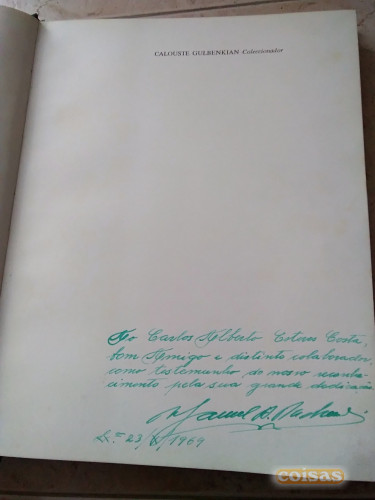 CALOUSTE GULBENKIAN Coleccionador
Ao Carlos Alberto Esteves Costa,
bom Amigo e distinto colaborador,
como testemunho do nosso reconhe-
cimento pela sua grande dedicação
23/ /1969
coisas